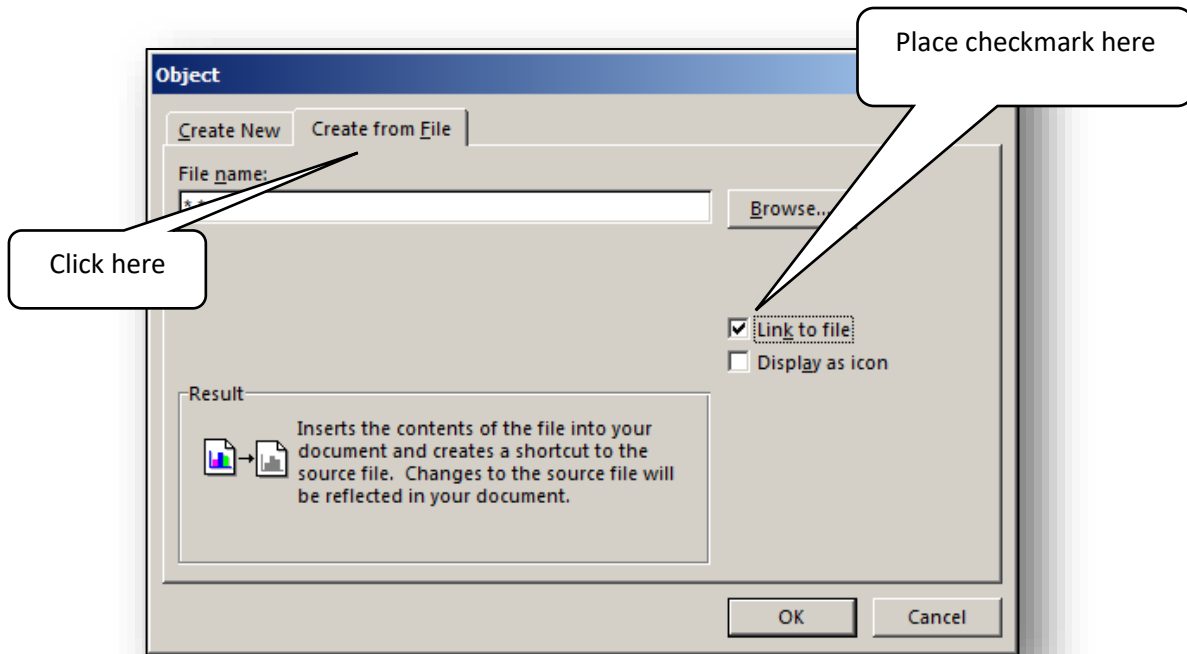 Place checkmark here
Object
Create New
Create from File
File name:
Browse...
Click here
Link to file
Display as icon
Result
Inserts the contents of the file into your
document and creates a shortcut to the
source file. Changes to the source file will
be reflected in your document.
OK
Cancel